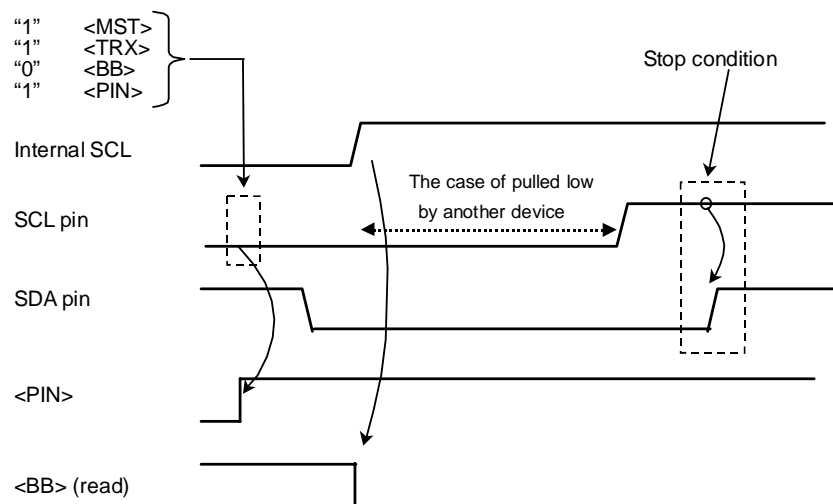 “1” <MST>
“1” <TRX>
“0” <BB>
“1” <PIN>
Stop condition
Internal SCL
The case of pulled low
by another device
SCL pin
SDA pin
<PIN>
<BB> (read)